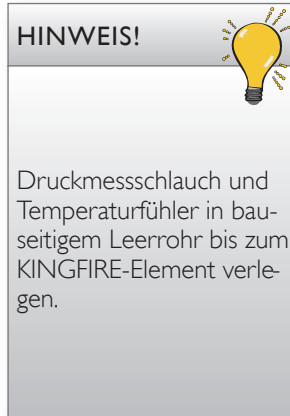 HINWEIS!
Druckmessschlauch und
Temperaturfühler in bau-
seitigem Leerrohr bis zum
KINGFIRE-Element verle-
gen.